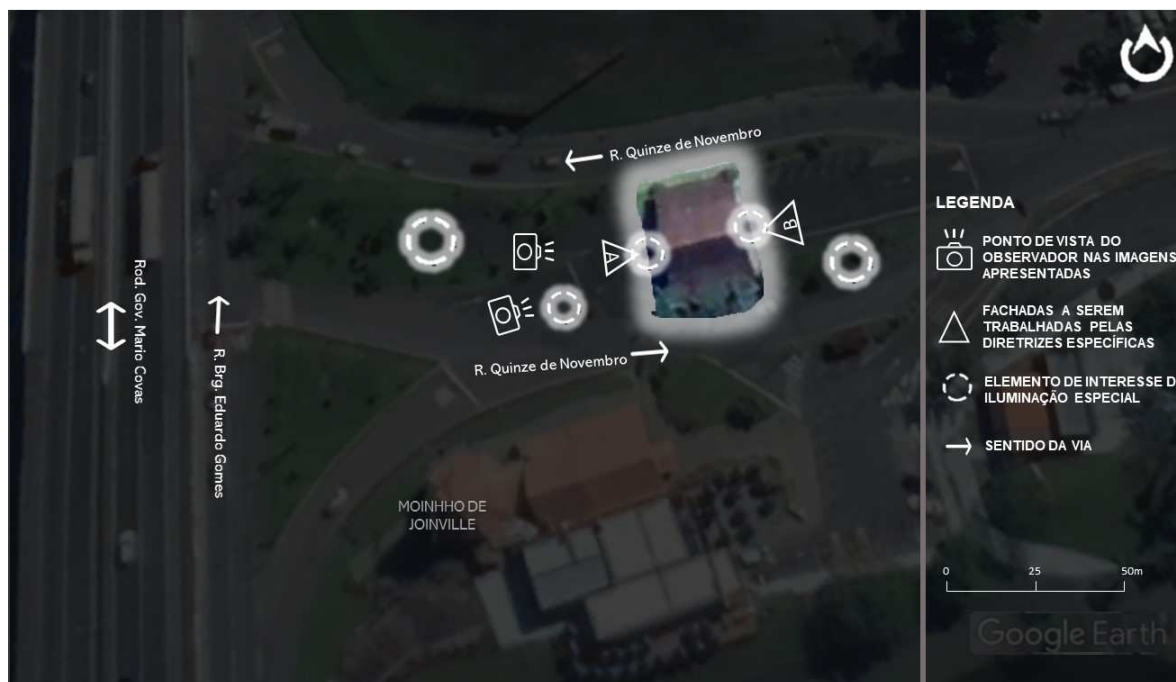 R. Quinze de Novembro
B
A
Rod. Gov. Mario Covas
R. Brg. Eduardo Gomes
R. Quinze de Novembro
MOINHHO DE
JOINVILLE
LEGENDA
PONTO DE VISTA DO
OBSERVADOR NAS IMAGENS
APRESENTADAS
FACHADAS A SEREM
TRABALHADAS PELAS
DIRETRIZES ESPECÍFICAS
ELEMENTO DE INTERESSE D
ILUMINAÇÃO ESPECIAL
SENTIDO DA VIA
0 25 50m
Google Earth